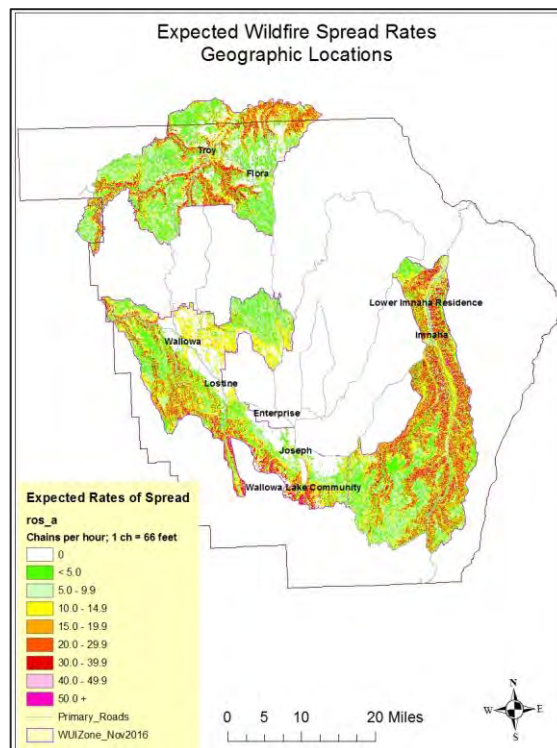 Expected Wildfire Spread Rates
Geographic Locations
Troy
Flora
Lower Imnaha Residence
Imnaha
Wallowa
Lostine
Enterprise
Joseph
Wallowa Lake Community
Expected Rates of Spread
ros_a
Chains per hour; 1 ch = 66 feet
0
< 5.0
5.0 - 9.9
10.0 - 14.9
15.0 - 19.9
20.0 - 29.9
30.0 - 39.9
40.0 - 49.9
50.0 +
Primary_Roads
WUIZone_Nov2016
0 5 10 20 Miles
N
W E
S